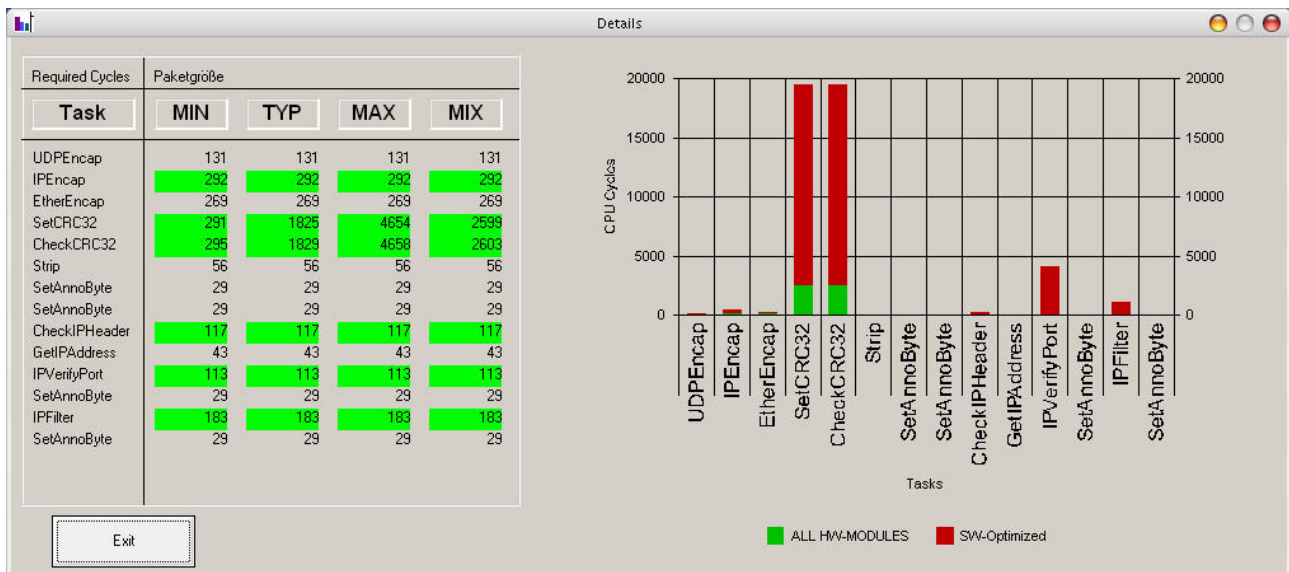 Details
Required Cycles Paketgröße
Task MIN TYP MAX MIX
UDPEncap 131 131 131 131
IPEncap 292 292 292 292
EtherEncap 269 269 269 269
SetCRC32 291 1825 4654 2599
CheckCRC32 295 1829 4658 2603
Strip 56 56 56 56
SetAnnoByte 29 29 29 29
SetAnnoByte 29 29 29 29
CheckIPHeader 117 117 117 117
GetIPAddress 43 43 43 43
IPVerifyPort 113 113 113 113
SetAnnoByte 29 29 29 29
IPFilter 183 183 183 183
SetAnnoByte 29 29 29 29
Exit
CPU Cycles
20000 20000
15000 15000
10000 10000
5000 5000
0 0
UDPEncap
IPEncap
EtherEncap
SetCRC32
CheckCRC32
Strip
SetAnnoByte
SetAnnoByte
CheckIPHeader
GetIPAddress
IPVerifyPort
SetAnnoByte
IPFilter
SetAnnoByte
Tasks
ALL HW-MODULES SW-Optimized